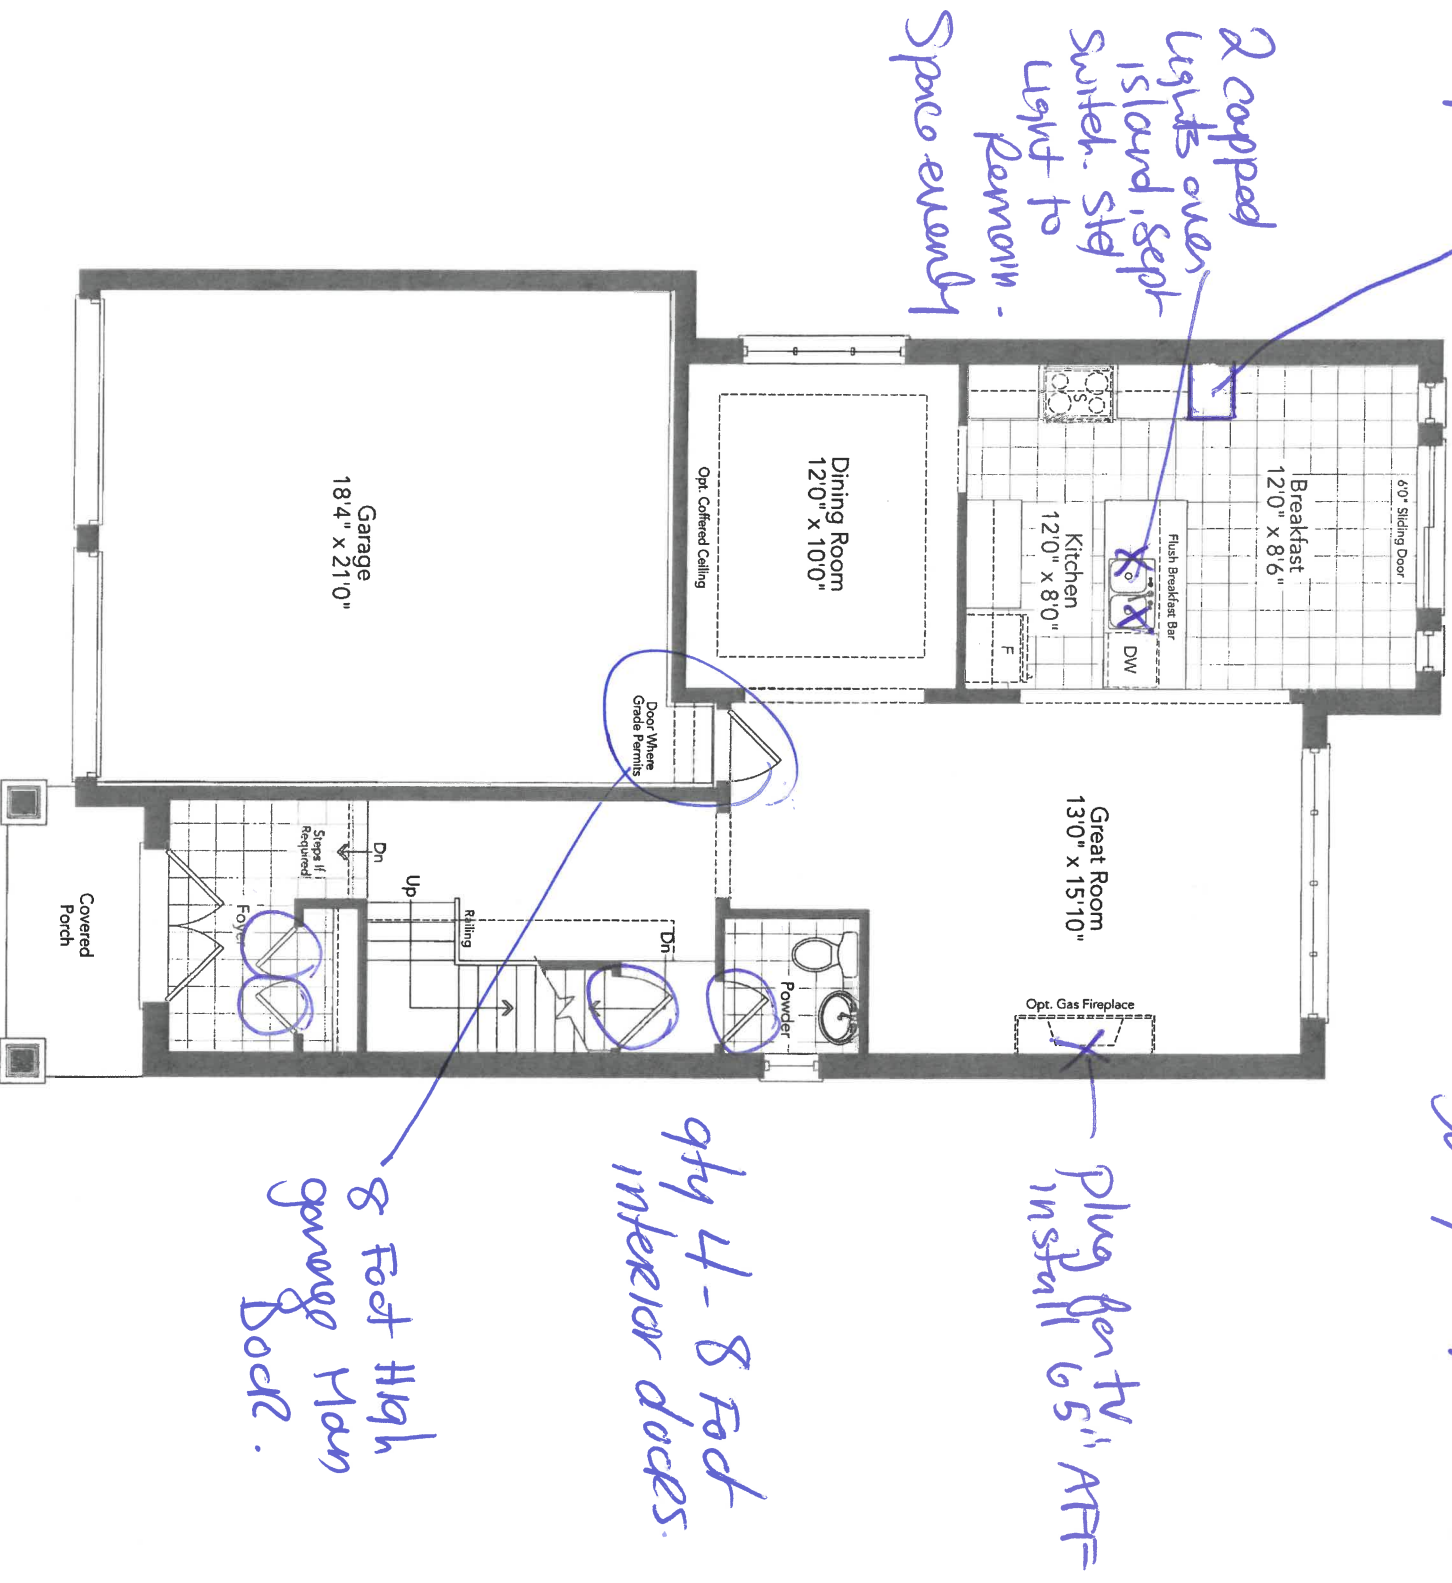 2 capped
Lights over
island, sept
switch. Std
Light to
Remain -
Space evenly
6'0" Sliding Door
Breakfast
12'0" x 8'6"
Flush Breakfast Bar
DW
Kitchen
12'0" x 8'0"
S
F
Dining Room
12'0" x 10'0"
Opt. Coffered Ceiling
Great Room
13'0" x 15'10"
Opt. Gas Fireplace
plug for tv
install 65" AFF
Powder
Door Where
Grade Permits
Garage
18'4" x 21'0"
Dn
Railing
Up
Dn
Steps If
Required
Foyer
Covered
Porch
qty 4 - 8 Foot
interior doors.
8 Foot High
garage Man
Door.